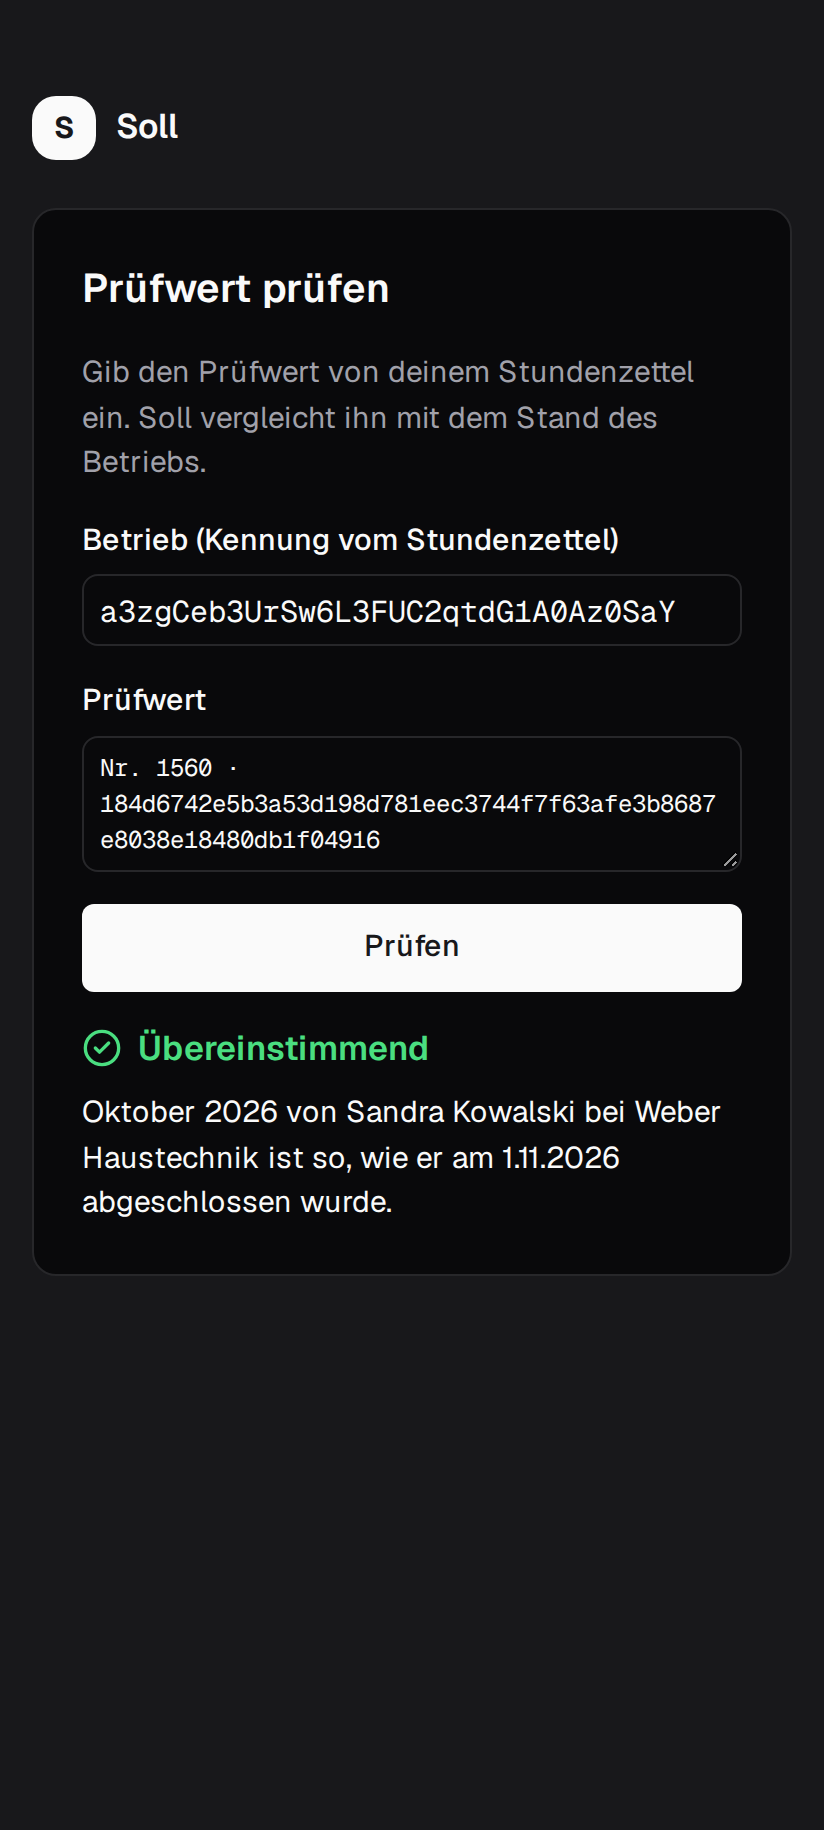 S Soll
Prüfwert prüfen
Gib den Prüfwert von deinem Stundenzettel
ein. Soll vergleicht ihn mit dem Stand des
Betriebs.
Betrieb (Kennung vom Stundenzettel)
a3zgCeb3UrSw6L3FUC2qtdG1A0Az0SaY
Prüfwert
Nr. 1560 ·
184d6742e5b3a53d198d781eec3744f7f63afe3b8687
e8038e18480db1f04916
Prüfen
Übereinstimmend
Oktober 2026 von Sandra Kowalski bei Weber
Haustechnik ist so, wie er am 1.11.2026
abgeschlossen wurde.